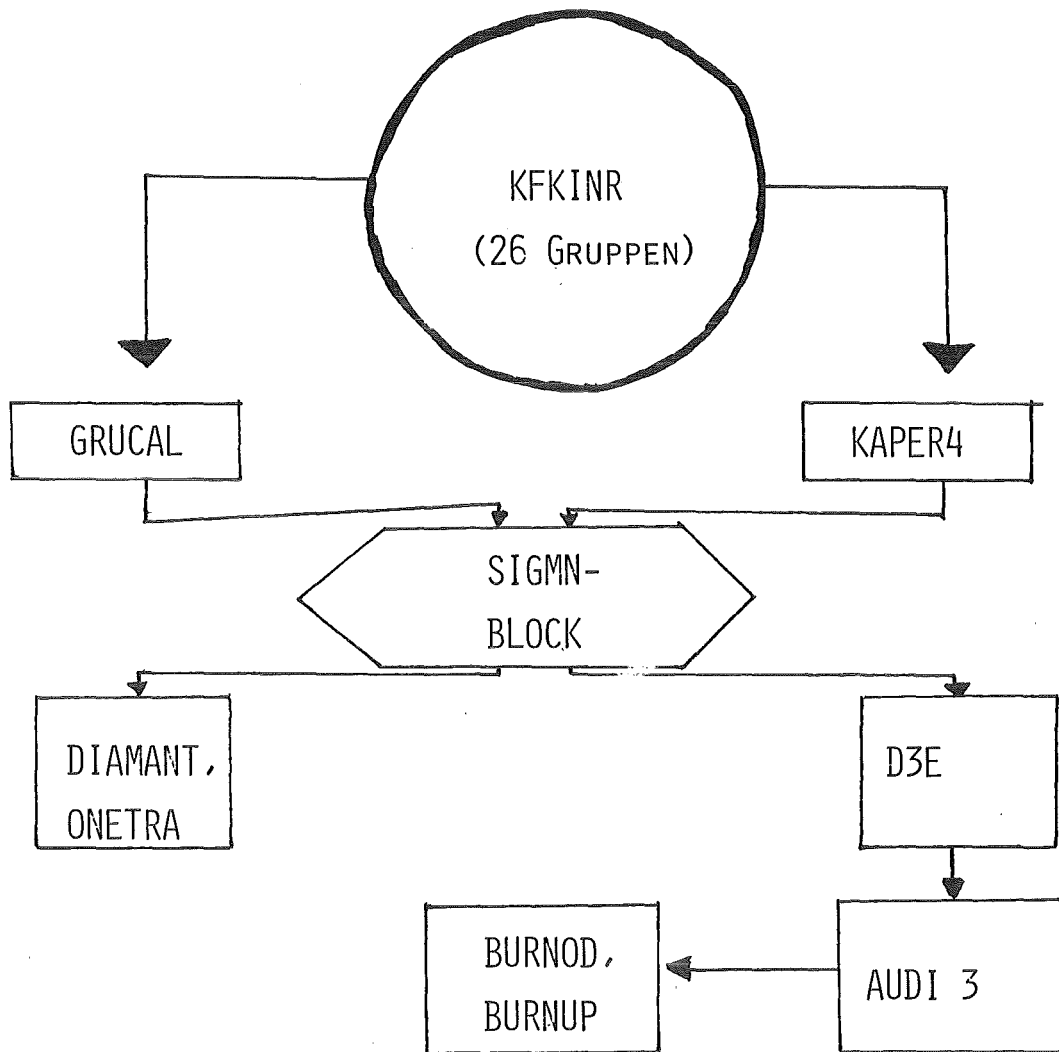 KFKINR
(26 GRUPPEN)
GRUCAL
KAPER4
SIGMN-
BLOCK
DIAMANT,
ONETRA
D3E
BURNOD,
BURNUP
AUDI 3